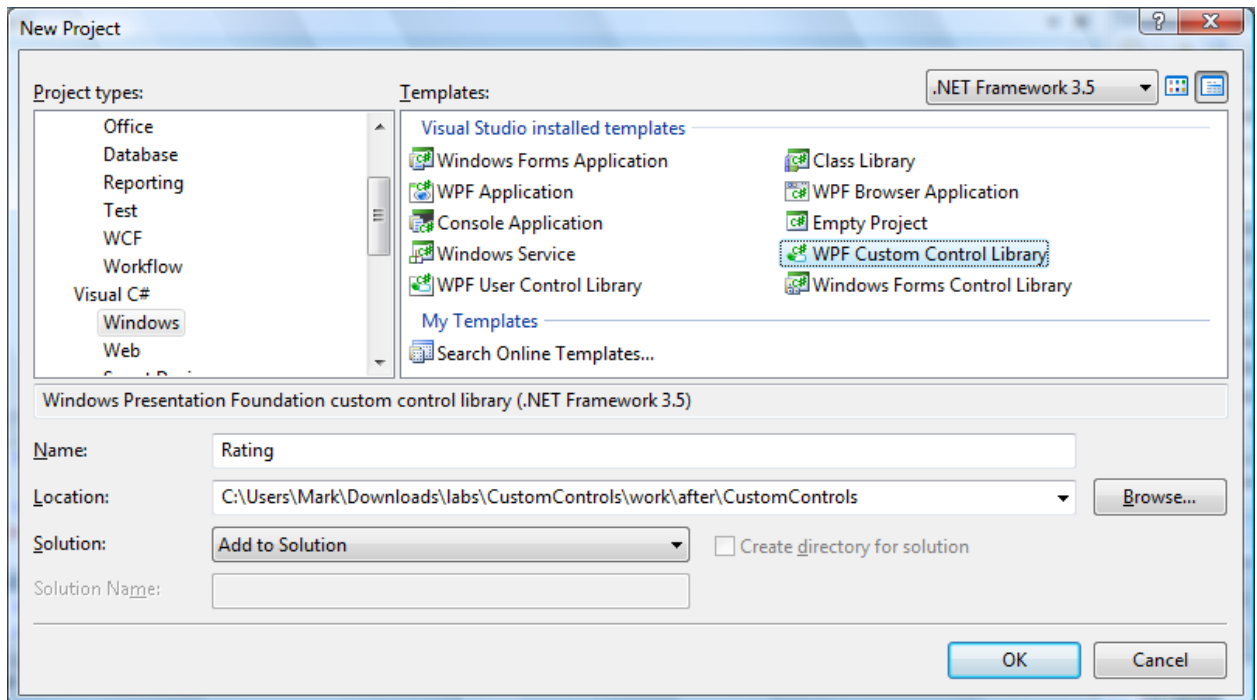 New Project
Project types:
Templates:
.NET Framework 3.5
Office
Database
Reporting
Test
WCF
Workflow
Visual C#
Windows
Web
Visual Studio installed templates
Windows Forms Application
Class Library
WPF Application
WPF Browser Application
Console Application
Empty Project
Windows Service
WPF Custom Control Library
WPF User Control Library
Windows Forms Control Library
My Templates
Search Online Templates...
Windows Presentation Foundation custom control library (.NET Framework 3.5)
Name:
Rating
Location:
C:\Users\Mark\Downloads\labs\CustomControls\work\after\CustomControls
Browse...
Solution:
Add to Solution
Create directory for solution
Solution Name:
OK
Cancel